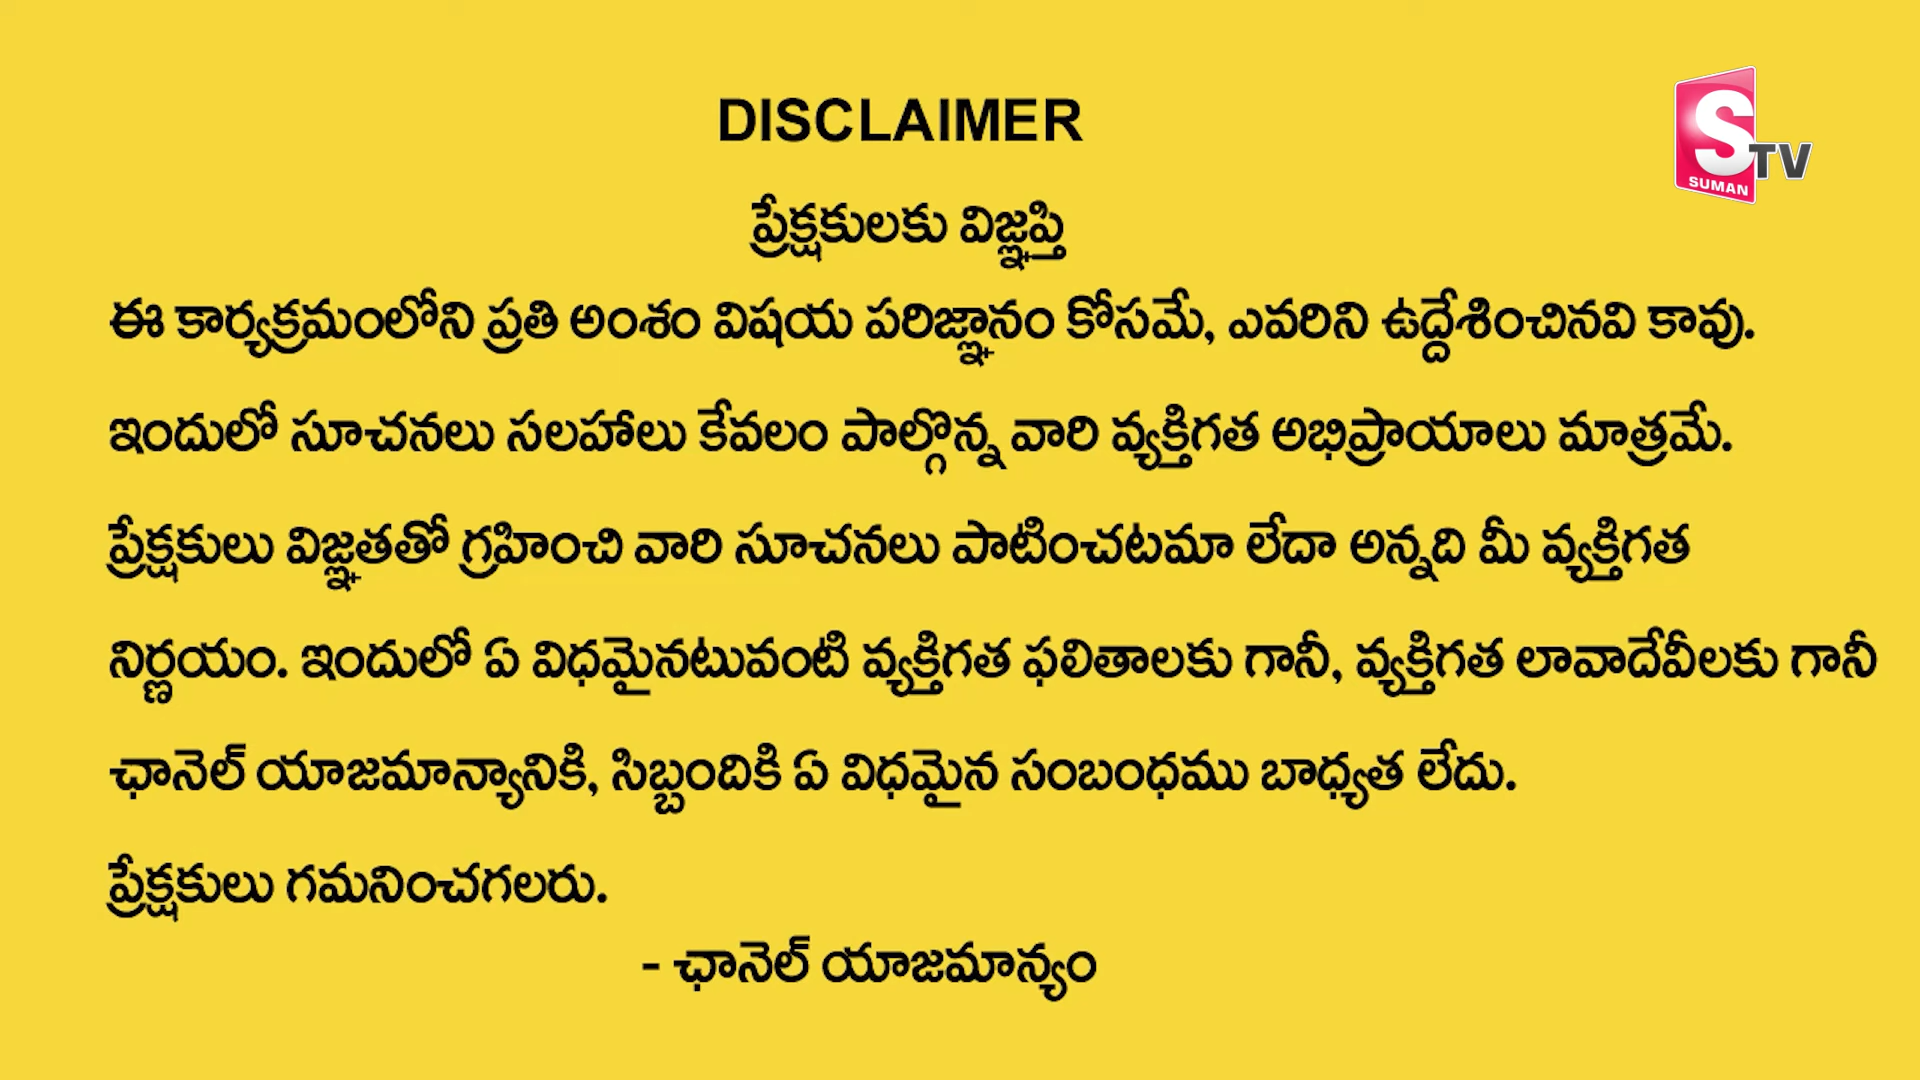 DISCLAIMER
S TV
SUMAN
ప్రేక్షకులకు విజ్ఞప్తి
ఈ కార్యక్రమంలోని ప్రతి అంశం విషయ పరిజ్ఞానం కోసమే, ఎవరిని ఉద్దేశించినవి కావు.
ఇందులో సూచనలు సలహాలు కేవలం పాల్గొన్న వారి వ్యక్తిగత అభిప్రాయాలు మాత్రమే.
ప్రేక్షకులు విజ్ఞతతో గ్రహించి వారి సూచనలు పాటించటమా లేదా అన్నది మీ వ్యక్తిగత
నిర్ణయం. ఇందులో ఏ విధమైనటువంటి వ్యక్తిగత ఫలితాలకు గానీ, వ్యక్తిగత లావాదేవీలకు గానీ
ఛానెల్ యాజమాన్యానికి, సిబ్బందికి ఏ విధమైన సంబంధము బాధ్యత లేదు.
ప్రేక్షకులు గమనించగలరు.
- ఛానెల్ యాజమాన్యం